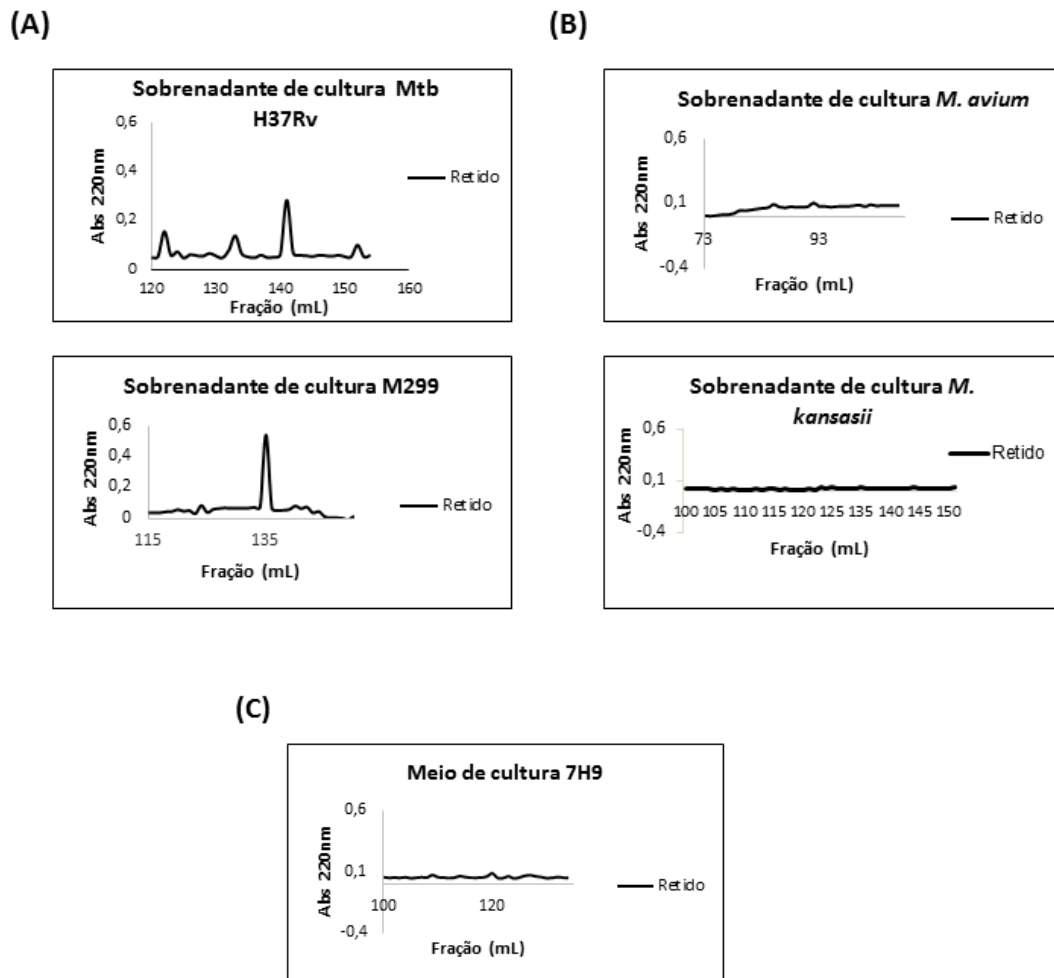 (A)
Sobrenadante de cultura Mtb
H37Rv
0,6
0,4
0,2
0
Abs 220nm
120 130 140 150 160
Fração (mL)
Retido
Sobrenadante de cultura M299
0,6
0,4
0,2
0
Abs 220nm
115 135
Fração (mL)
Retido
(B)
Sobrenadante de cultura M. avium
0,6
0,1
-0,4
Abs 220nm
73 93
Fração (mL)
Retido
Sobrenadante de cultura M.
kansasii
0,6
0,1
-0,4
Abs 220nm
100 105 110 115 120 125 135 140 145 150
Fração (mL)
Retido
(C)
Meio de cultura 7H9
0,6
0,1
-0,4
Abs 220nm
100 120
Fração (mL)
Retido